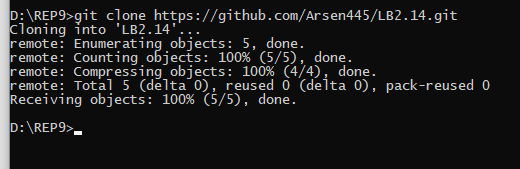 D:\REP9>git clone https://github.com/Arsen445/LB2.14.git
Cloning into 'LB2.14'...
remote: Enumerating objects: 5, done.
remote: Counting objects: 100% (5/5), done.
remote: Compressing objects: 100% (4/4), done.
remote: Total 5 (delta 0), reused 0 (delta 0), pack-reused 0
Receiving objects: 100% (5/5), done.
D:\REP9>